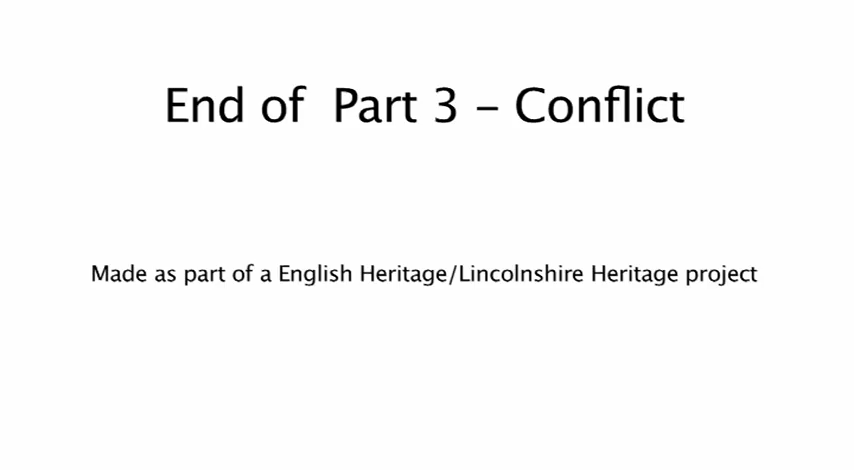 End of  Part 3 – Conflict
Made as part of a English Heritage/Lincolnshire Heritage project